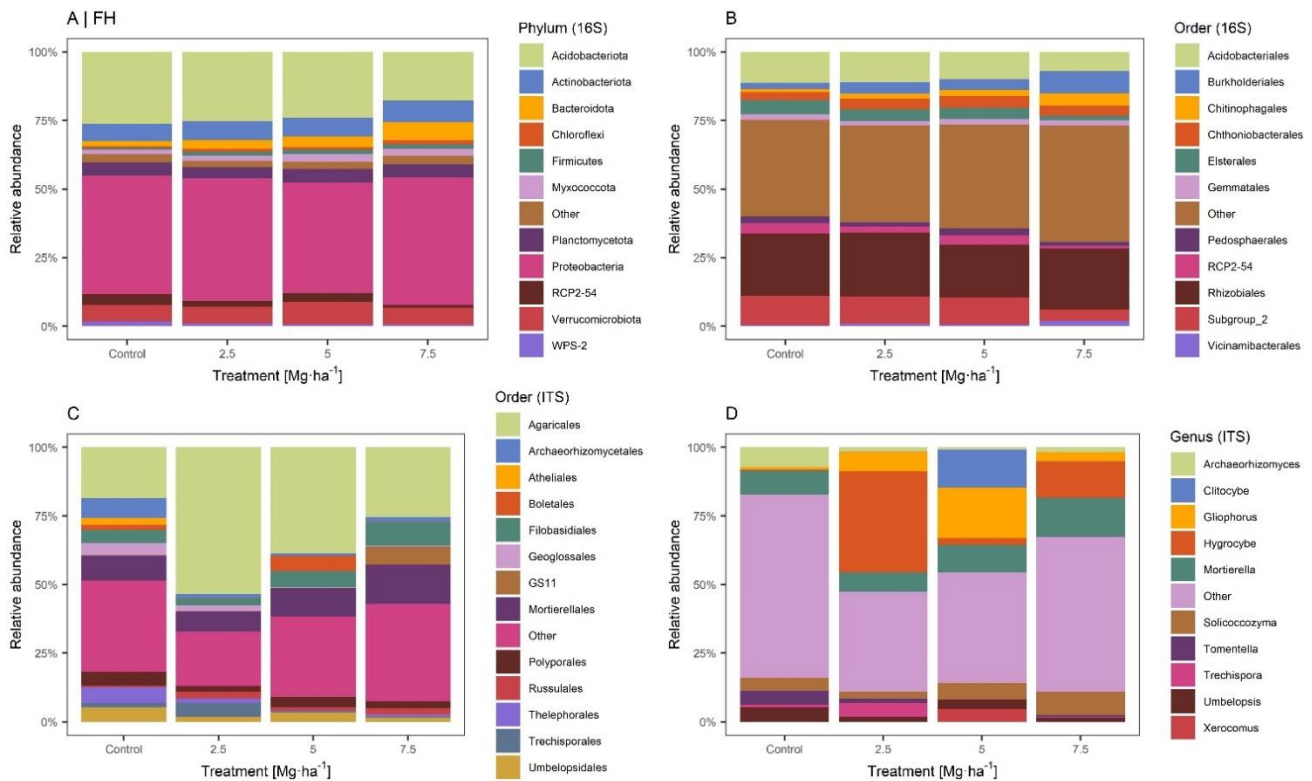 A | FH
Phylum (16S)
Relative abundance
100%
75%
50%
25%
0%
Control
2.5
5
7.5
Treatment [Mg·ha⁻¹]
Acidobacteriota
Actinobacteriota
Bacteroidota
Chloroflexi
Firmicutes
Myxococcota
Other
Planctomycetota
Proteobacteria
RCP2-54
Verrucomicrobiota
WPS-2
B
Order (16S)
Relative abundance
100%
75%
50%
25%
0%
Control
2.5
5
7.5
Treatment [Mg·ha⁻¹]
Acidobacteriales
Burkholderiales
Chitinophagales
Chthoniobacterales
Elsterales
Gemmatales
Other
Pedosphaerales
RCP2-54
Rhizobiales
Subgroup_2
Vicinamibacterales
C
Order (ITS)
Relative abundance
100%
75%
50%
25%
0%
Control
2.5
5
7.5
Treatment [Mg·ha⁻¹]
Agaricales
Archaeorhizomycetales
Atheliales
Boletales
Filobasidiales
Geoglossales
GS11
Mortierellales
Other
Polyporales
Russulales
Thelephorales
Trechisporales
Umbelopsidales
D
Genus (ITS)
Relative abundance
100%
75%
50%
25%
0%
Control
2.5
5
7.5
Treatment [Mg·ha⁻¹]
Archaeorhizomyces
Clitocybe
Gliophorus
Hygrocybe
Mortierella
Other
Solicoccozyma
Tomentella
Trechispora
Umbelopsis
Xerocomus